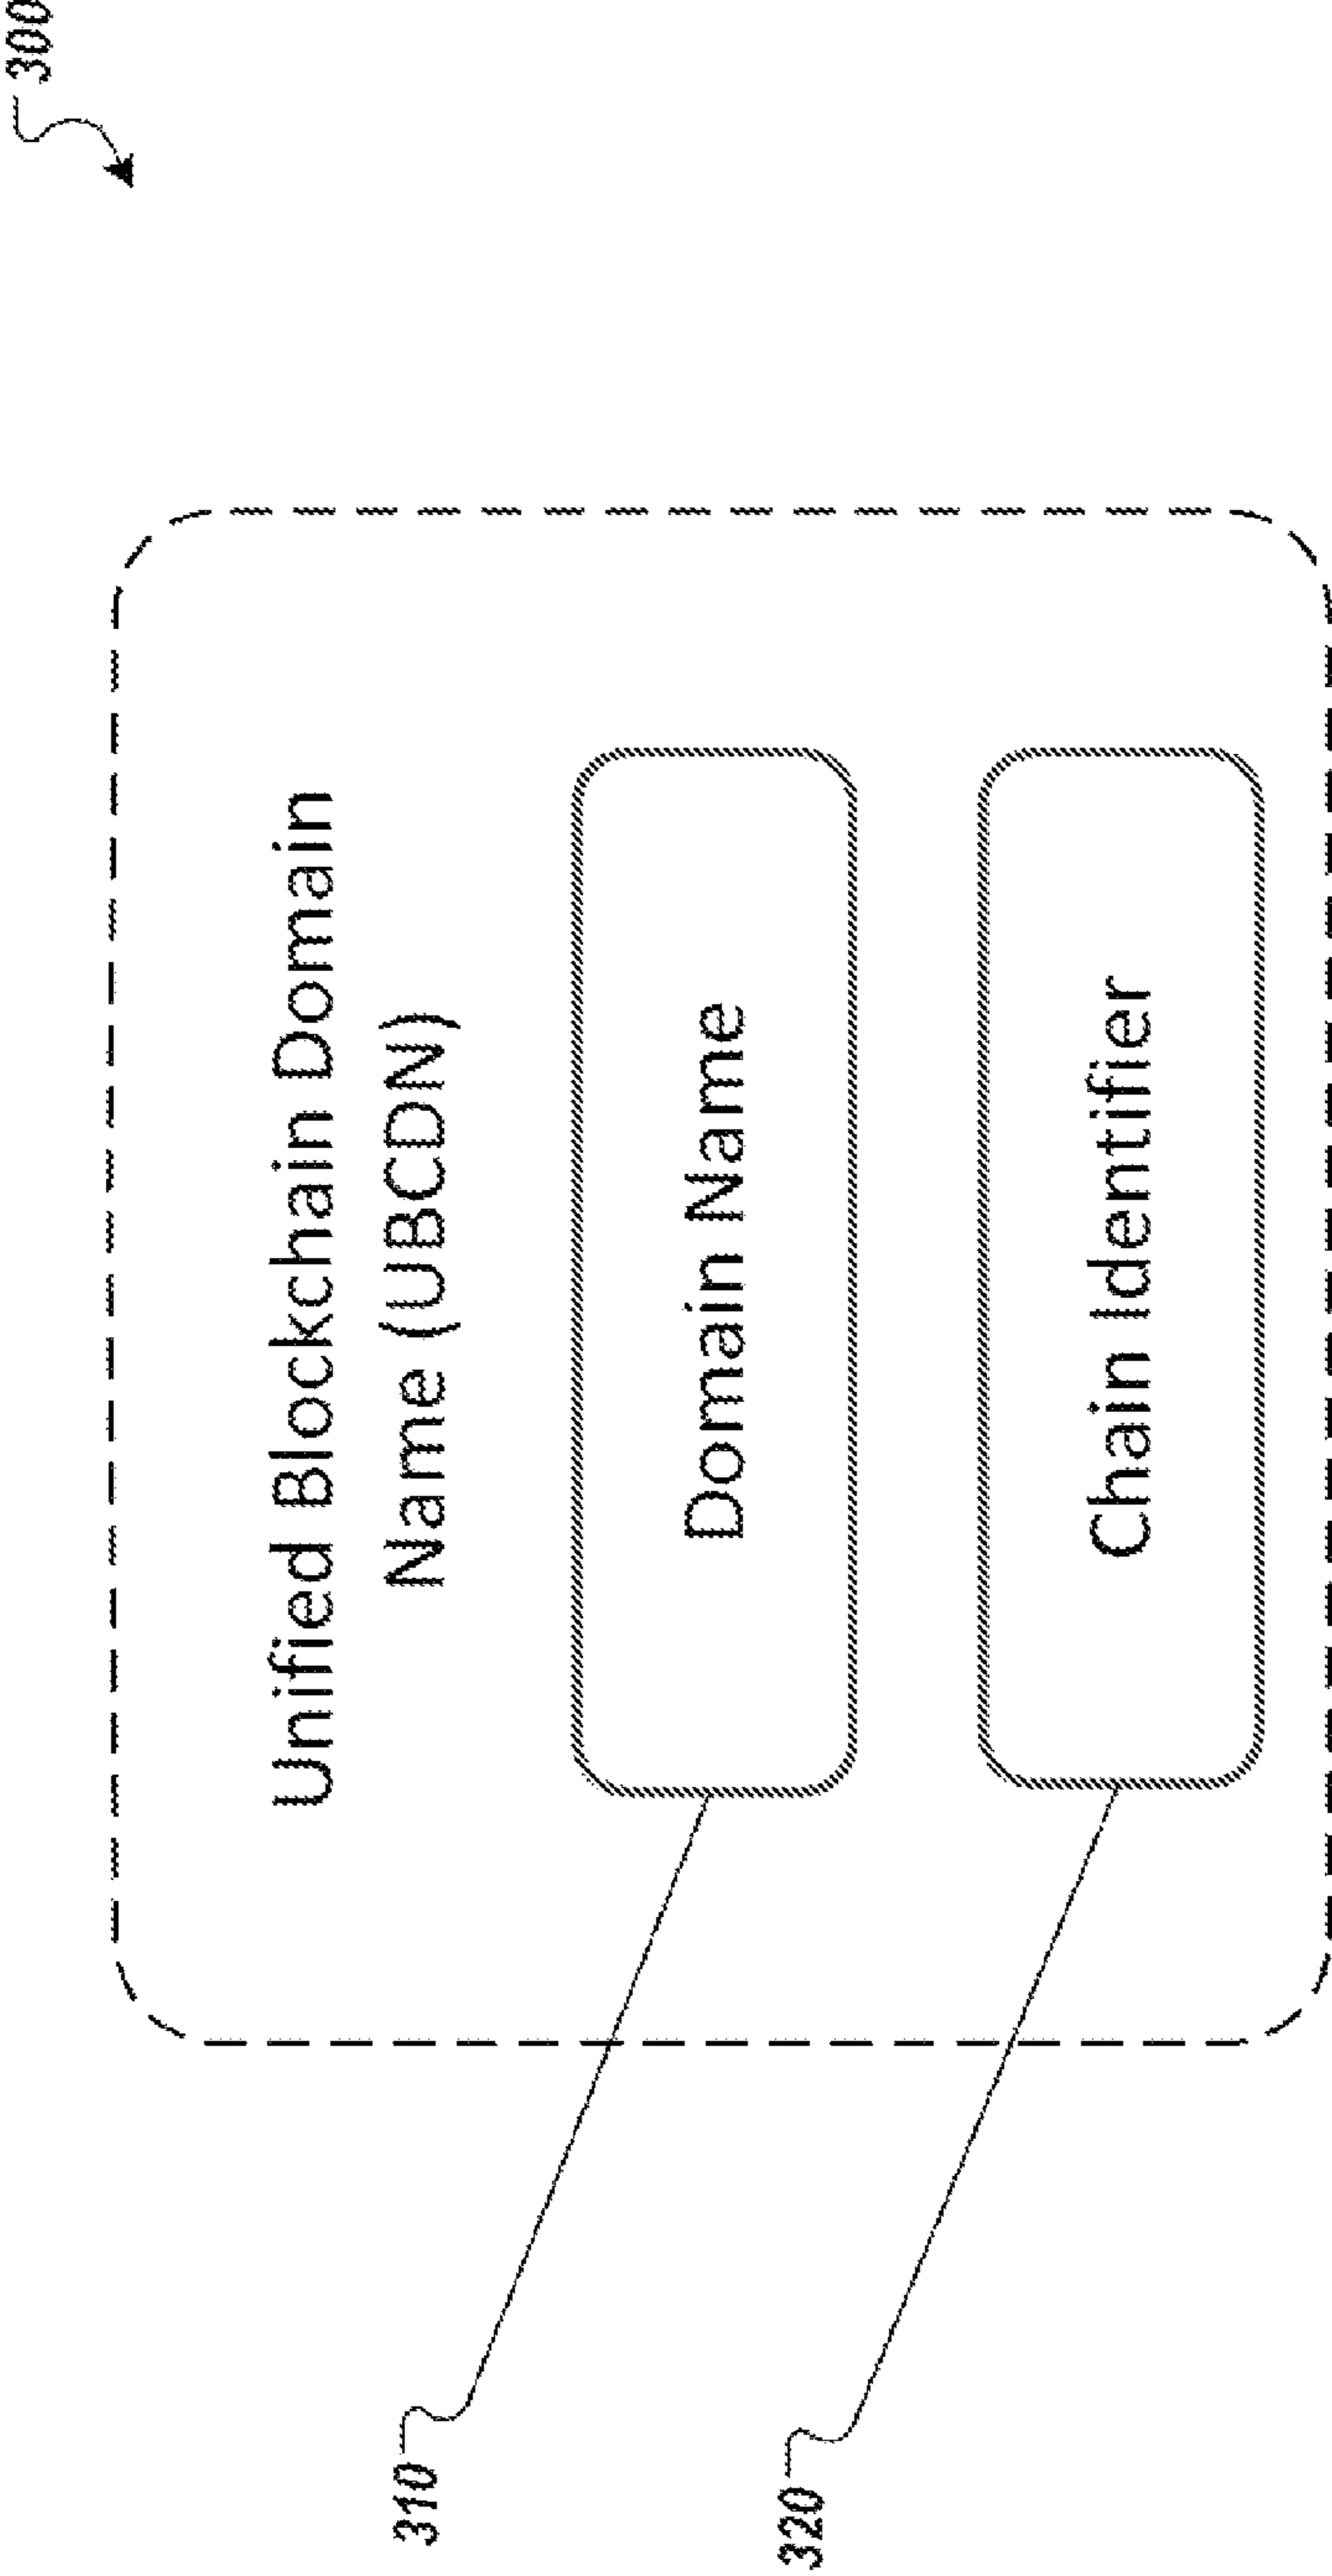 300
Unified Blockchain Domain
Name (UBCDN)
310
Domain Name
320
Chain Identifier